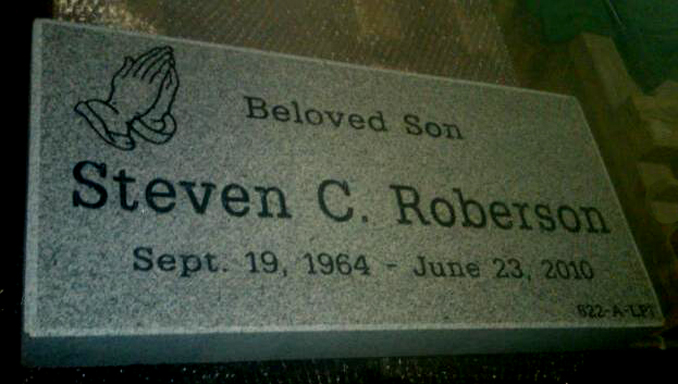 Beloved Son
Steven C. Roberson
Sept. 19, 1964 - June 23, 2010